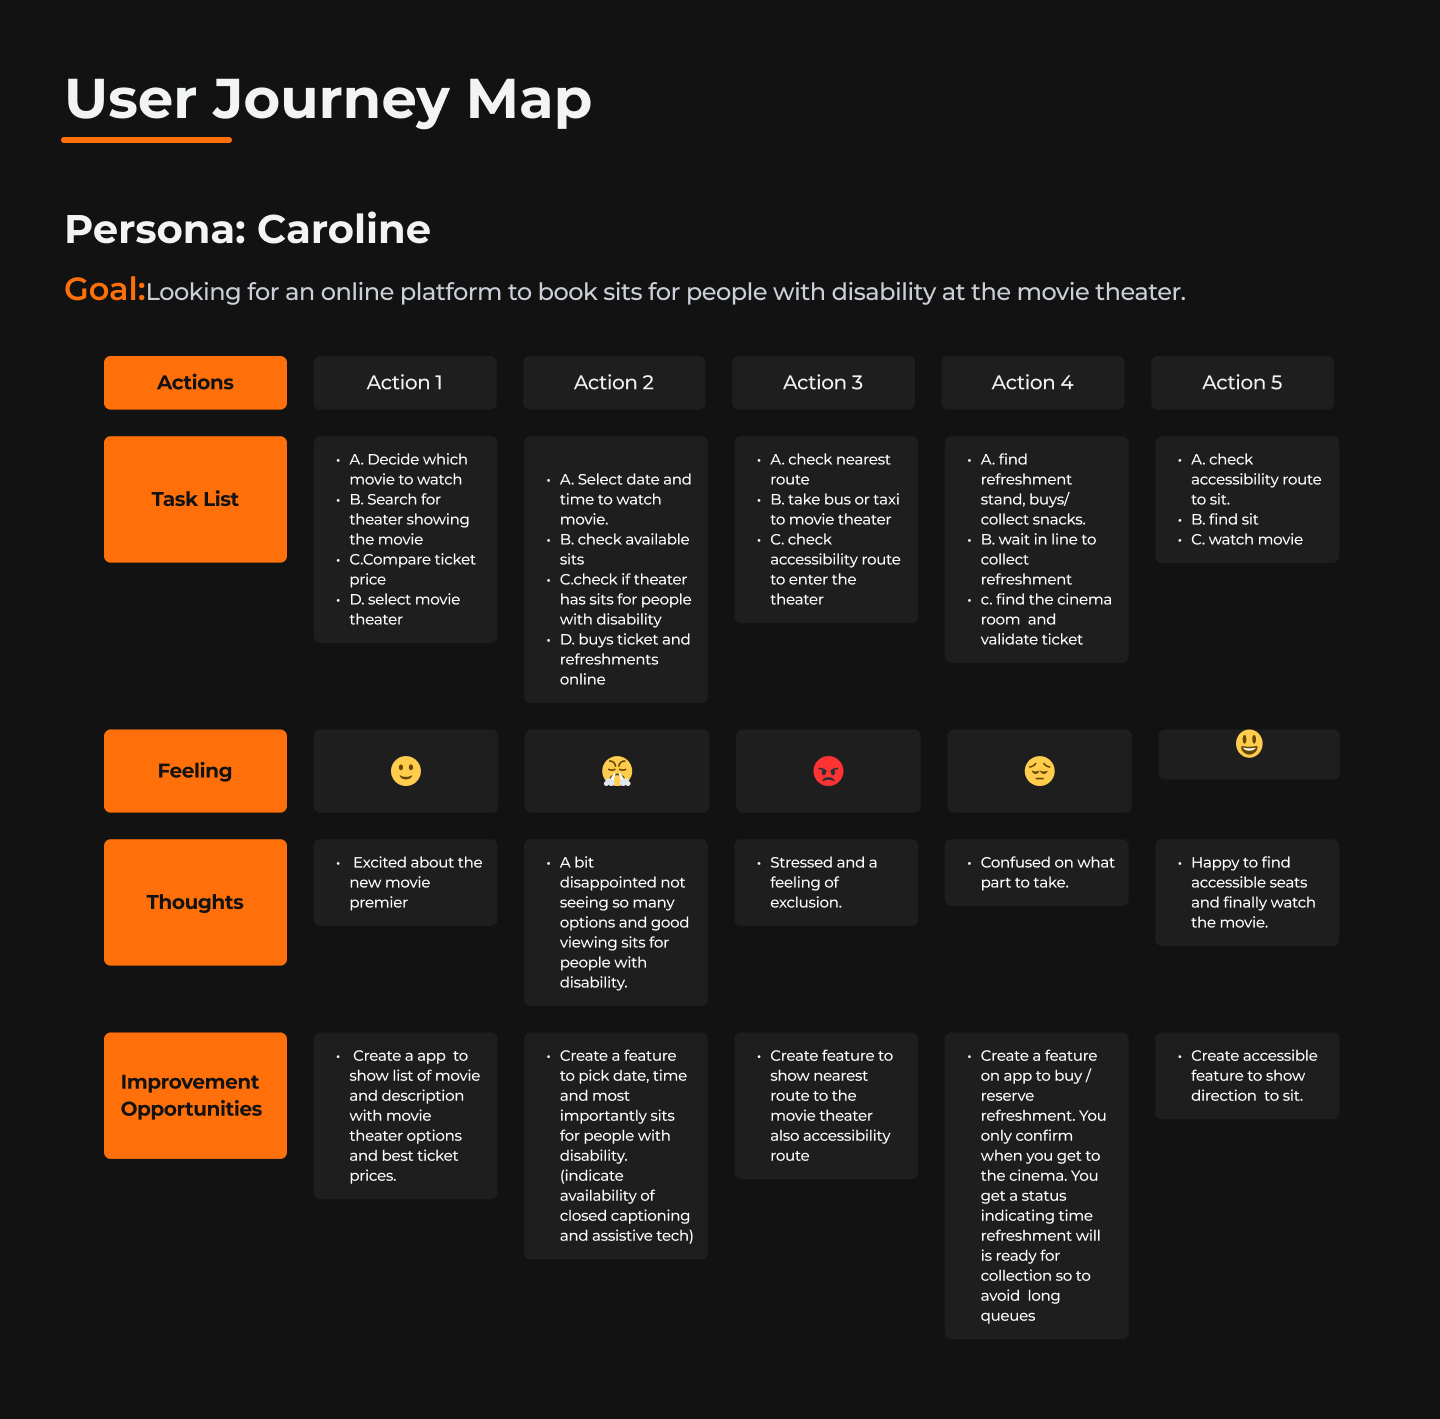 User Journey Map
Persona: Caroline
Goal:Looking for an online platform to book sits for people with disability at the movie theater.
Actions
Action 1
Action 2
Action 3
Action 4
Action 5
Task List
• A. Decide which
movie to watch
• B. Search for
theater showing
the movie
• C.Compare ticket
price
• D. select movie
theater
• A. Select date and
time to watch
movie.
• B. check available
sits
• C.check if theater
has sits for people
with disability
• D. buys ticket and
refreshments
online
• A. check nearest
route
• B. take bus or taxi
to movie theater
• C. check
accessibility route
to enter the
theater
• A. find
refreshment
stand, buys/
collect snacks.
• B. wait in line to
collect
refreshment
• c. find the cinema
room and
validate ticket
• A. check
accessibility route
to sit.
• B. find sit
• C. watch movie
Feeling
Thoughts
• Excited about the
new movie
premier
• A bit
disappointed not
seeing so many
options and good
viewing sits for
people with
disability.
• Stressed and a
feeling of
exclusion.
• Confused on what
part to take.
• Happy to find
accessible seats
and finally watch
the movie.
Improvement
Opportunities
• Create a app to
show list of movie
and description
with movie
theater options
and best ticket
prices.
• Create a feature
to pick date, time
and most
importantly sits
for people with
disability.
(indicate
availability of
closed captioning
and assistive tech)
• Create feature to
show nearest
route to the
movie theater
also accessibility
route
• Create a feature
on app to buy /
reserve
refreshment. You
only confirm
when you get to
the cinema. You
get a status
indicating time
refreshment will
is ready for
collection so to
avoid long
queues
• Create accessible
feature to show
direction to sit.